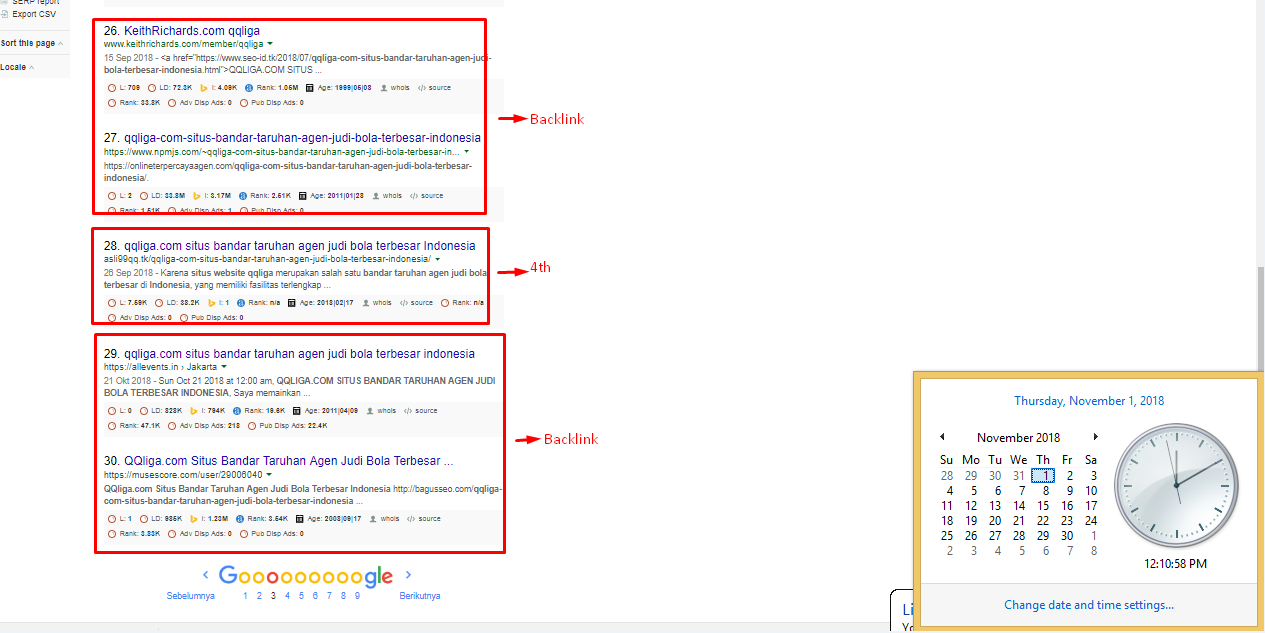 SERP report
Export CSV
Sort this page
Locale
26. KeithRichards.com qqliga
www.keithrichards.com/member/qqliga
15 Sep 2018 - <a href="https://www.seo-id.tk/2018/07/qqliga-com-situs-bandar-taruhan-agen-judi-
bola-terbesar-indonesia.html">QQLIGA.COM SITUS ...
L: 709 LD: 72.3K I: 4.09K Rank: 1.05M Age: 1999|05|03 whois source
Rank: 33.3K Adv Disp Ads: 0 Pub Disp Ads: 0
Backlink
27. qqliga-com-situs-bandar-taruhan-agen-judi-bola-terbesar-indonesia
https://www.npmjs.com/~qqliga-com-situs-bandar-taruhan-agen-judi-bola-terbesar-in...
https://onlineterpercayaagen.com/qqliga-com-situs-bandar-taruhan-agen-judi-bola-terbesar-
indonesia/.
L: 2 LD: 33.8M I: 3.17M Rank: 2.61K Age: 2011|01|28 whois source
Rank: 1.51K Adv Disp Ads: 1 Pub Disp Ads: 0
28. qqliga.com situs bandar taruhan agen judi bola terbesar Indonesia
asli99qq.tk/qqliga-com-situs-bandar-taruhan-agen-judi-bola-terbesar-indonesia/
26 Sep 2018 - Karena situs website qqliga merupakan salah satu bandar taruhan agen judi bola
terbesar di Indonesia, yang memiliki fasilitas terlengkap ...
L: 7.59K LD: 38.2K I: 1 Rank: n/a Age: 2018|02|17 whois source Rank: n/a
Adv Disp Ads: 0 Pub Disp Ads: 0
4th
29. qqliga.com situs bandar taruhan agen judi bola terbesar indonesia
https://allevents.in › Jakarta
21 Okt 2018 - Sun Oct 21 2018 at 12:00 am, QQLIGA.COM SITUS BANDAR TARUHAN AGEN JUDI
BOLA TERBESAR INDONESIA, Saya memainkan ...
L: 0 LD: 828K I: 794K Rank: 19.6K Age: 2011|04|09 whois source
Rank: 47.1K Adv Disp Ads: 218 Pub Disp Ads: 22.4K
Backlink
30. QQliga.com Situs Bandar Taruhan Agen Judi Bola Terbesar ...
https://musescore.com/user/29006040
QQliga.com Situs Bandar Taruhan Agen Judi Bola Terbesar Indonesia http://bagusseo.com/qqliga-
com-situs-bandar-taruhan-agen-judi-bola-terbesar-indonesia ...
L: 1 LD: 985K I: 1.23M Rank: 3.54K Age: 2008|09|17 whois source
Rank: 3.83K Adv Disp Ads: 0 Pub Disp Ads: 0
Goooooooooogle
Sebelumnya 1 2 3 4 5 6 7 8 9 Berikutnya
Thursday, November 1, 2018
November 2018
Su Mo Tu We Th Fr Sa
28 29 30 31 1 2 3
4 5 6 7 8 9 10
11 12 13 14 15 16 17
18 19 20 21 22 23 24
25 26 27 28 29 30 1
2 3 4 5 6 7 8
12:10:58 PM
Change date and time settings...